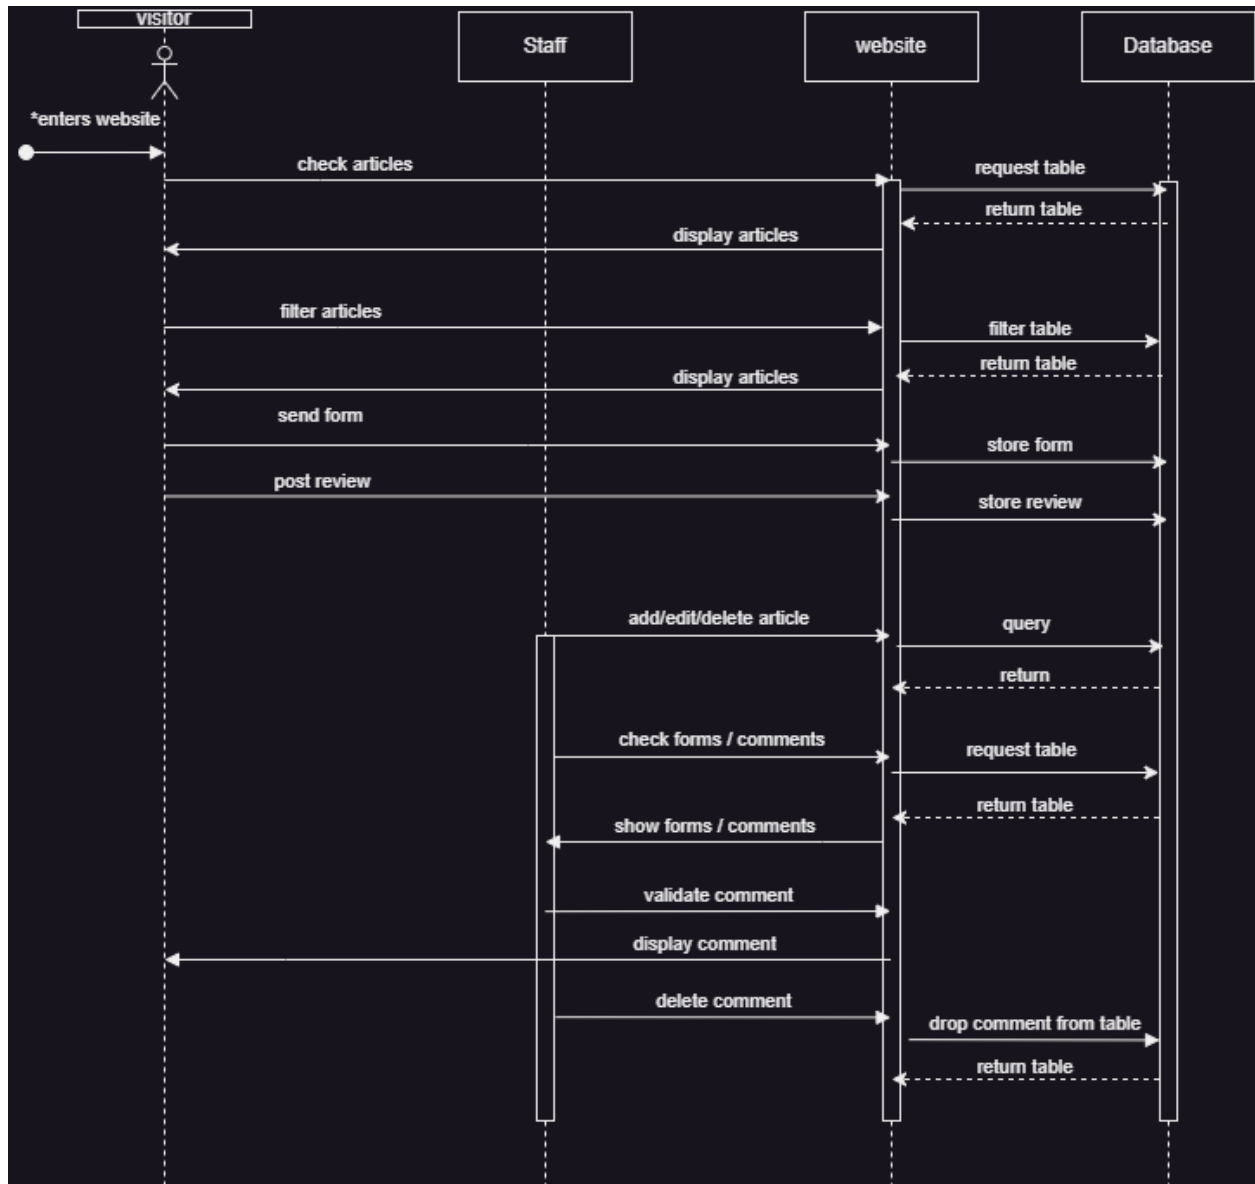 visitor
Staff
website
Database
*enters website
check articles
request table
return table
display articles
filter articles
filter table
return table
display articles
send form
store form
post review
store review
add/edit/delete article
query
return
check forms / comments
request table
return table
show forms / comments
validate comment
display comment
delete comment
drop comment from table
return table